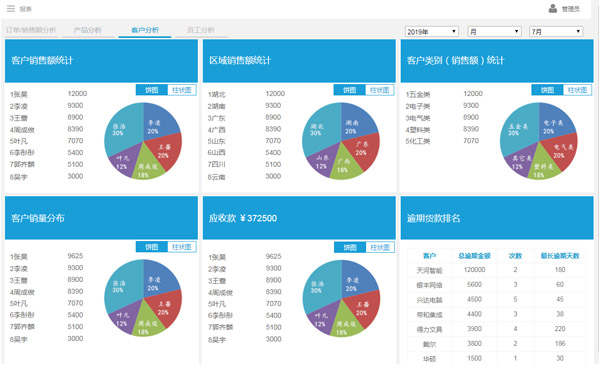 报表
管理员
订单/销售额分析 产品分析 客户分析 员工分析
2019年 月 7月
客户销售额统计
饼图 柱状图
1张昊 12000
2李凌 9300
3王蕾 8900
4周成俊 8390
5叶凡 7070
6李彤彤 5400
7郭齐麟 5100
8吴宇 3000
张浩 30%
李凌 20%
王蕾 20%
周成俊 18%
叶凡 12%
区域销售额统计
饼图 柱状图
1湖北 12000
2湖南 9300
3广东 8900
4广西 8390
5山东 7070
6山西 5400
7四川 5100
8云南 3000
湖北 30%
湖南 20%
广东 20%
广西 18%
山东 12%
客户类别（销售额）统计
饼图 柱状图
1五金类 12000
2电子类 9300
3电气类 8900
4塑料类 8390
5化工类 7070
五金类 30%
电子类 20%
电气类 20%
塑料类 18%
其它类 12%
客户销量分布
饼图 柱状图
1张昊 9625
2李凌 9300
3王蕾 8900
4周成俊 8390
5叶凡 7070
6李彤彤 5400
7郭齐麟 5100
8吴宇 3000
张浩 30%
李凌 20%
王蕾 20%
周成俊 18%
叶凡 12%
应收款 ￥372500
饼图 柱状图
1张昊 9625
2李凌 9300
3王蕾 8900
4周成俊 8390
5叶凡 7070
6李彤彤 5400
7郭齐麟 5100
8吴宇 3000
张浩 30%
李凌 20%
王蕾 20%
周成俊 18%
叶凡 12%
逾期货款排名
客户 总逾期金额 次数 最长逾期天数
天河智能 120000 2 180
银丰网络 5600 3 60
兴达电脑 4500 5 45
带和集成 4400 3 38
得力文具 3900 4 220
戴尔 3800 2 186
华硕 1500 1 30